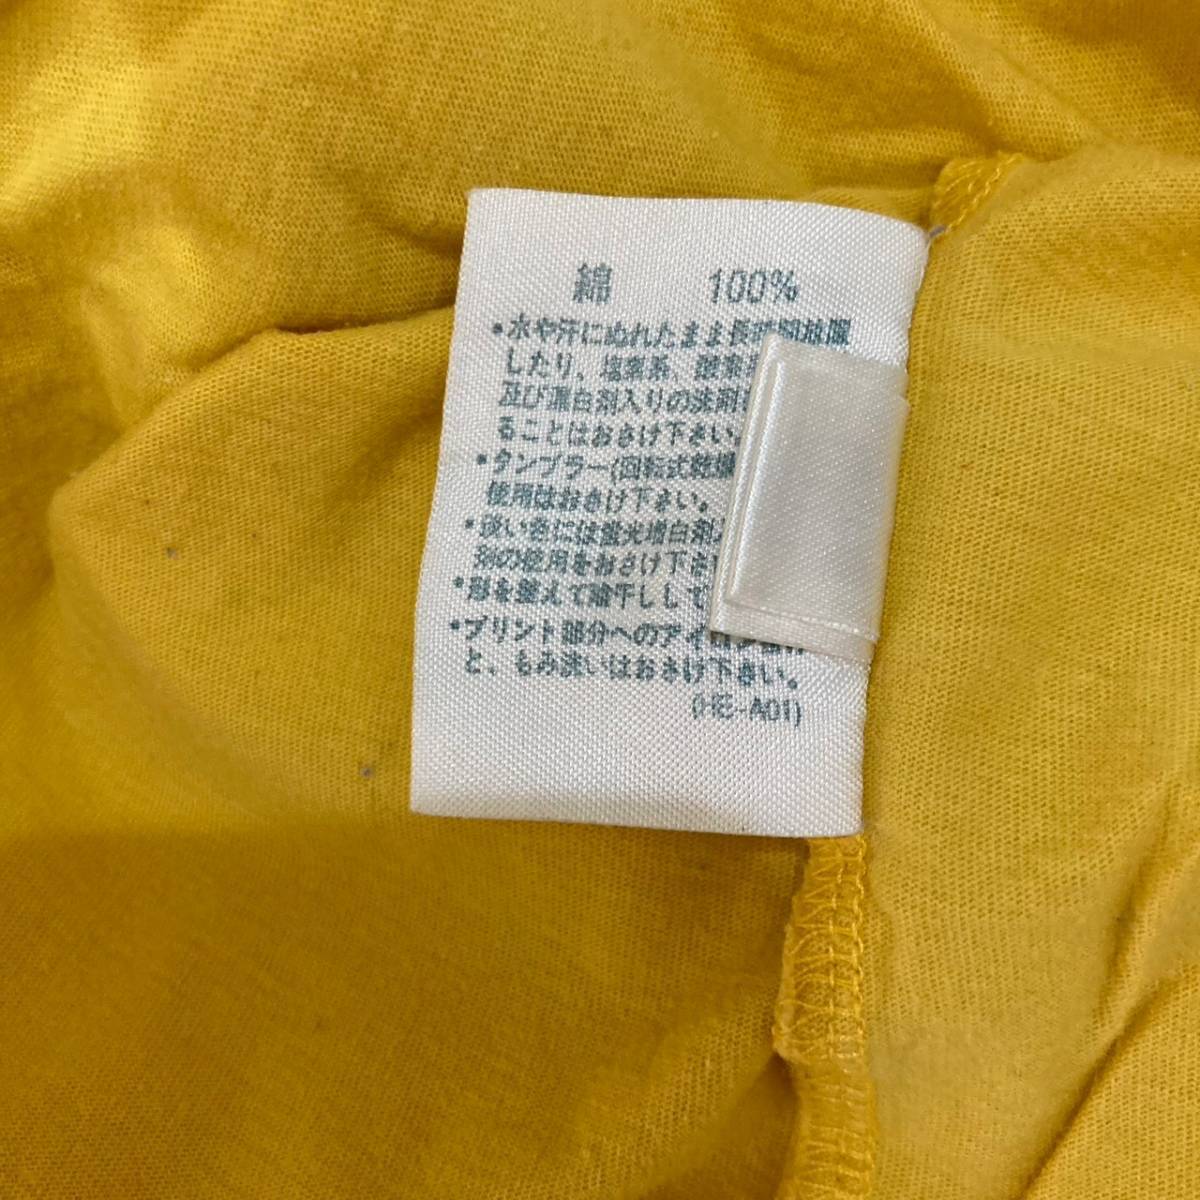 綿 100%
•水や汗にぬれたまま長時間放置
したり、塩素系、酵素系
及び漂白剤入りの洗剤
ることはおさけ下さい。
•タンブラー(回転式乾燥
使用はおさけ下さい。
•淡い色には蛍光増白剤入
剤の使用をおさけ下さ
•形を整えて陰干しして
•プリント部分へのアイロン
と、もみ洗いはおさけ下さい。
(HE-A01)